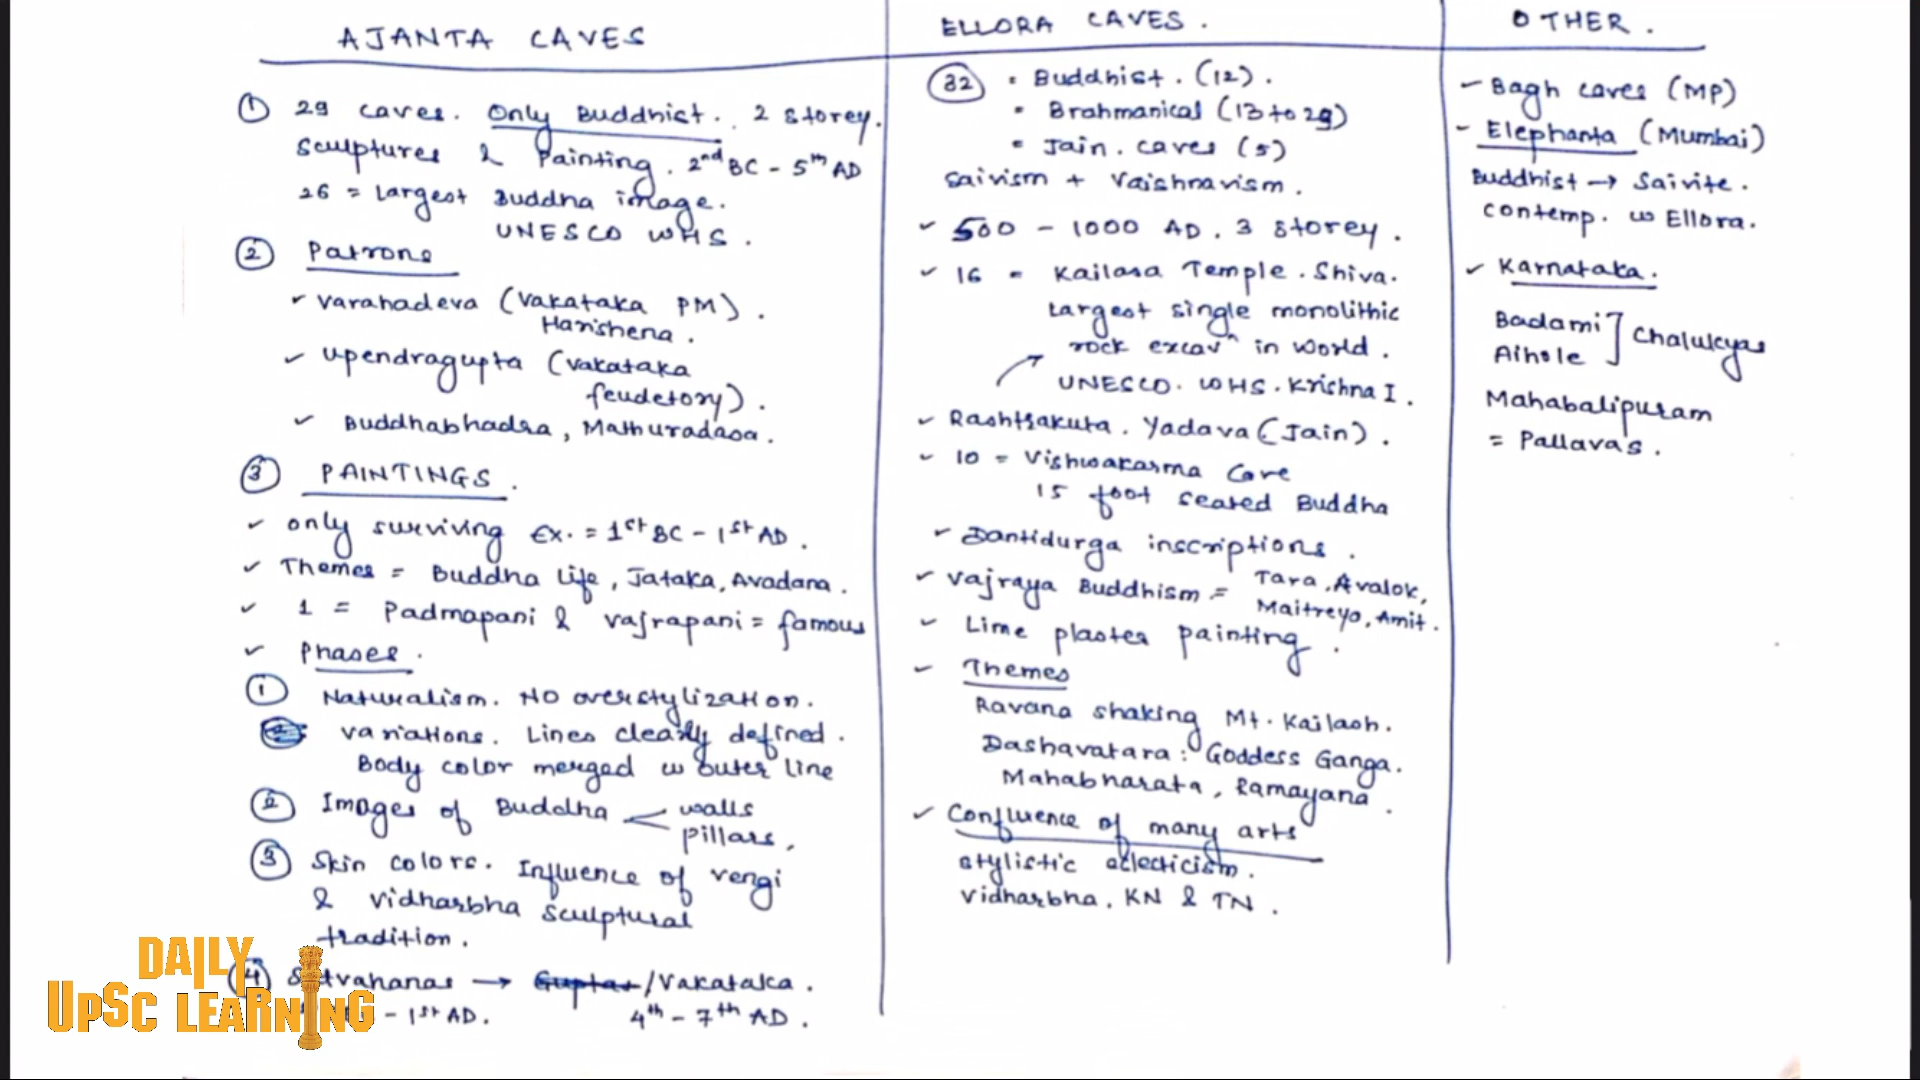 AJANTA CAVES
① 29 caves. Only Buddhist. 2 storey.
Sculptures & Painting. 2nd BC - 5th AD
26 = Largest Buddha image.
UNESCO WHS.
② Patrons
✓ Varahadeva (Vakataka PM).
Harishena.
✓ Upendragupta (Vakataka
feudetory).
✓ Buddhabhadra, Mathuradasa.
③ PAINTINGS.
✓ only surviving Ex. = 1st BC - 1st AD.
✓ Themes = Buddha life, Jataka, Avadana.
✓ 1 = Padmapani & Vajrapani = famous
✓ Phases.
① Naturalism. No overstylization.
variations. Lines clearly defined.
Body color merged w outer line
② Images of Buddha < walls
pillars,
③ Skin colors. Influence of vengi
& vidharbha sculptural
tradition.
④ Satvahanas → Guptas/Vakataka.
- 1st AD. 4th - 7th AD.
ELLORA CAVES.
32 • Buddhist. (12).
• Brahmanical (13 to 29)
• Jain. caves (5)
Saivism + Vaishnavism.
✓ 500 - 1000 AD. 3 storey.
✓ 16 = Kailasa Temple. Shiva.
Largest single monolithic
rock excavn in world.
UNESCO. WHS. Krishna I.
✓ Rashtrakuta. Yadava (Jain).
✓ 10 = Vishwakarma Cave
15 foot seated Buddha
✓ Dantidurga inscriptions.
✓ Vajraya Buddhism = Tara, Avalok,
Maitreyo, Amit.
✓ Lime plaster painting.
✓ Themes
Ravana shaking Mt. Kailash.
Dashavatara: Goddess Ganga.
Mahabharata, Ramayana.
✓ Confluence of many arts
stylistic eclecticism.
vidharbha, KN & TN.
OTHER.
- Bagh caves (MP)
- Elephanta (Mumbai)
Buddhist → Saivite.
contemp. w Ellora.
✓ Karnataka.
Badami ] Chalukyas
Aihole
Mahabalipuram
= Pallavas.
DAILY
UPSC LEARNING